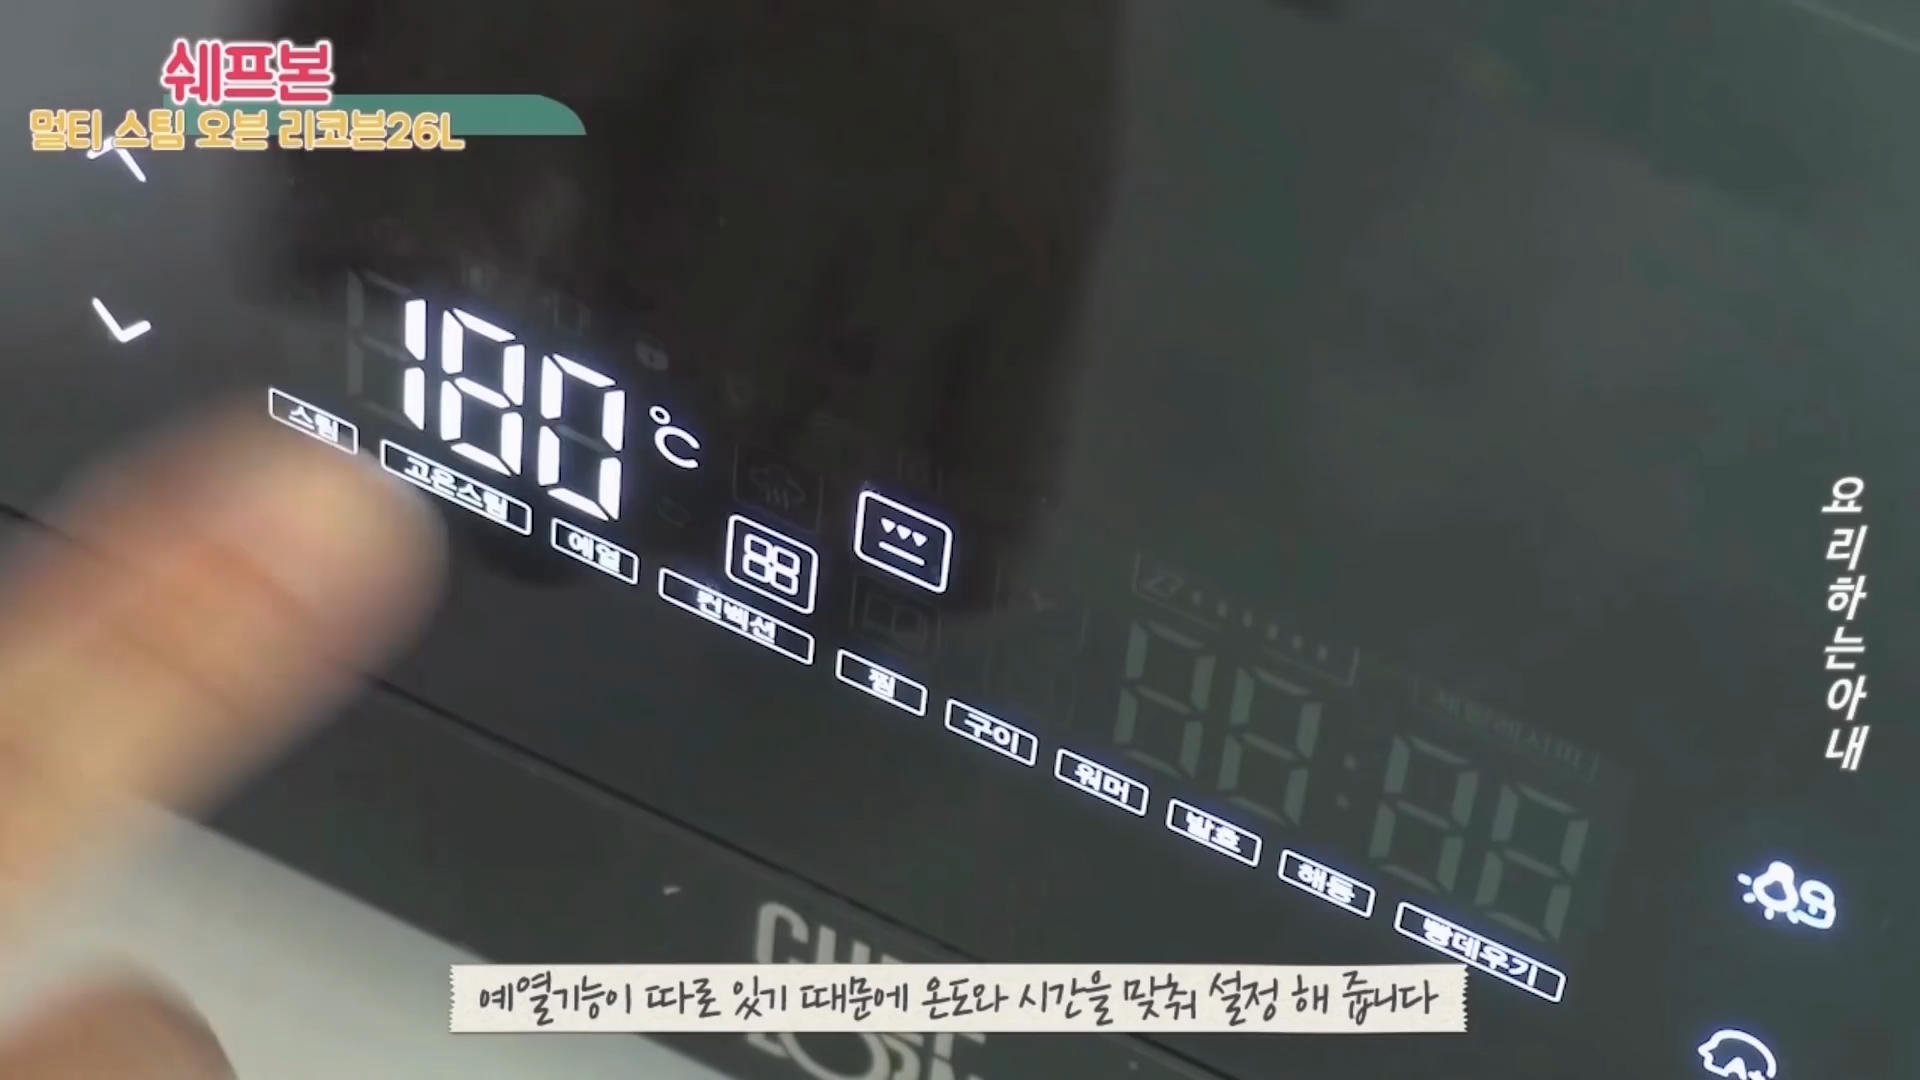 쉐프본
멀티 스팀 오븐 리코븐26L
180
°C
스팀
고온스팀
예열
컨벡션
찜
구이
워머
발효
해동
빵데우기
요리하는아내
예열기능이 따로 있기 때문에 온도와 시간을 맞춰 설정 해 줍니다